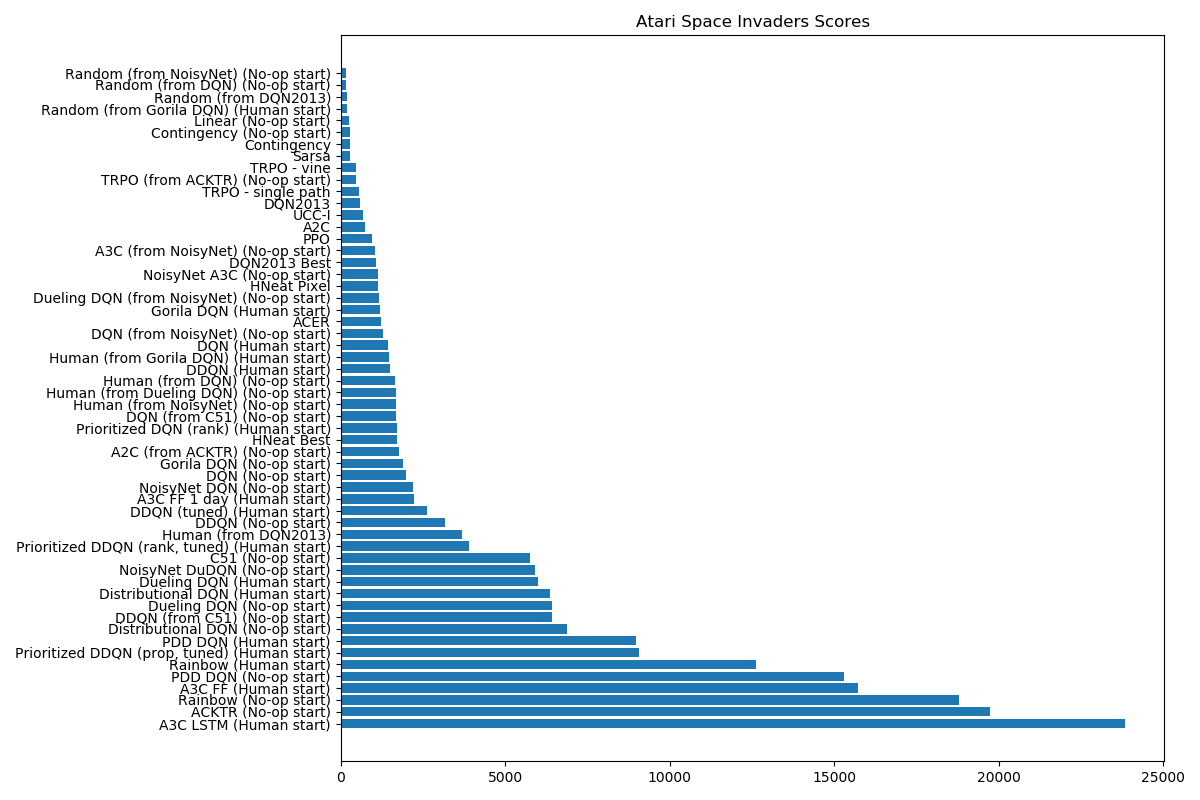 Atari Space Invaders Scores
Random (from NoisyNet) (No-op start)
Random (from DQN) (No-op start)
Random (from DQN2013)
Random (from Gorila DQN) (Human start)
Linear (No-op start)
Contingency (No-op start)
Contingency
Sarsa
TRPO - vine
TRPO (from ACKTR) (No-op start)
TRPO - single path
DQN2013
UCC-I
A2C
PPO
A3C (from NoisyNet) (No-op start)
DQN2013 Best
NoisyNet A3C (No-op start)
HNeat Pixel
Dueling DQN (from NoisyNet) (No-op start)
Gorila DQN (Human start)
ACER
DQN (from NoisyNet) (No-op start)
DQN (Human start)
Human (from Gorila DQN) (Human start)
DDQN (Human start)
Human (from DQN) (No-op start)
Human (from Dueling DQN) (No-op start)
Human (from NoisyNet) (No-op start)
DQN (from C51) (No-op start)
Prioritized DQN (rank) (Human start)
HNeat Best
A2C (from ACKTR) (No-op start)
Gorila DQN (No-op start)
DQN (No-op start)
NoisyNet DQN (No-op start)
A3C FF 1 day (Human start)
DDQN (tuned) (Human start)
DDQN (No-op start)
Human (from DQN2013)
Prioritized DDQN (rank, tuned) (Human start)
C51 (No-op start)
NoisyNet DuDQN (No-op start)
Dueling DQN (Human start)
Distributional DQN (Human start)
Dueling DQN (No-op start)
DDQN (from C51) (No-op start)
Distributional DQN (No-op start)
PDD DQN (Human start)
Prioritized DDQN (prop, tuned) (Human start)
Rainbow (Human start)
PDD DQN (No-op start)
A3C FF (Human start)
Rainbow (No-op start)
ACKTR (No-op start)
A3C LSTM (Human start)
0 5000 10000 15000 20000 25000